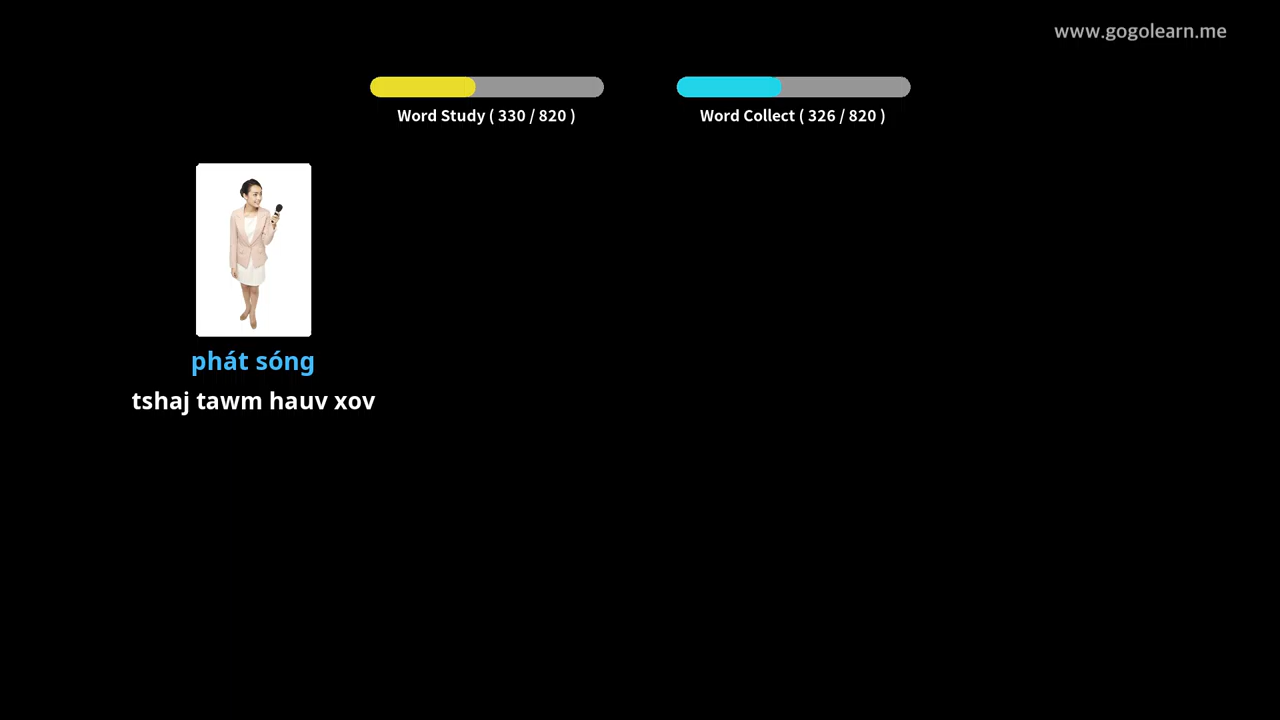 www.gogolearn.me
Word Study ( 330 / 820 )
Word Collect ( 326 / 820 )
phát sóng
tshaj tawm hauv xov